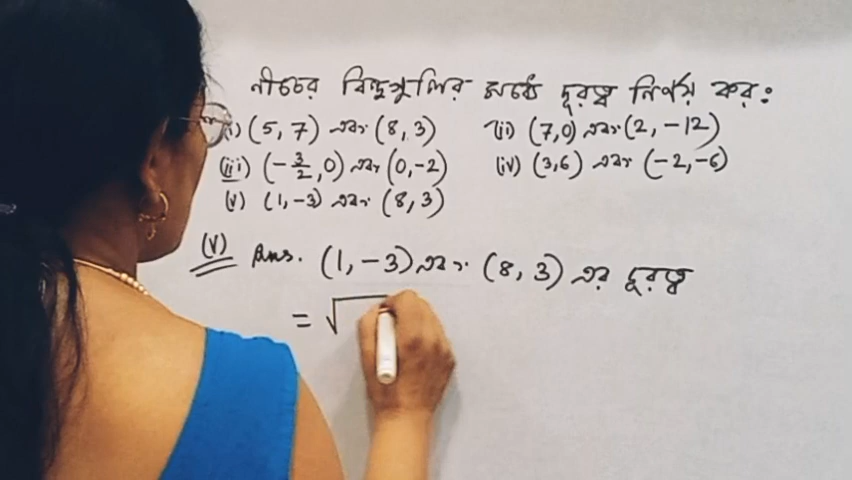 নীচের বিন্দুগুলির মধ্যে দূরত্ব নির্ণয় কর:
(i) (5, 7) এবং (8, 3) (ii) (7, 0) এবং (2, -12)
(iii) (-3/2, 0) এবং (0, -2) (iv) (3, 6) এবং (-2, -6)
(v) (1, -3) এবং (8, 3)
(v) Ans. (1, -3) এবং (8, 3) এর দূরত্ব
= √